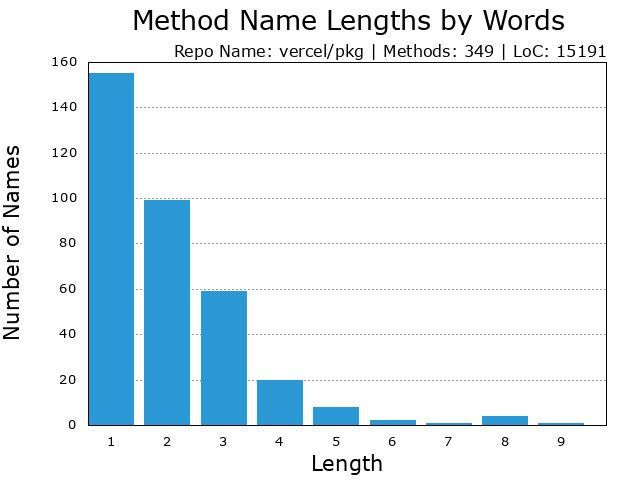 Method Name Lengths by Words
Repo Name: vercel/pkg | Methods: 349 | LoC: 15191
160
140
120
100
80
60
40
20
0
Number of Names
1 2 3 4 5 6 7 8 9
Length